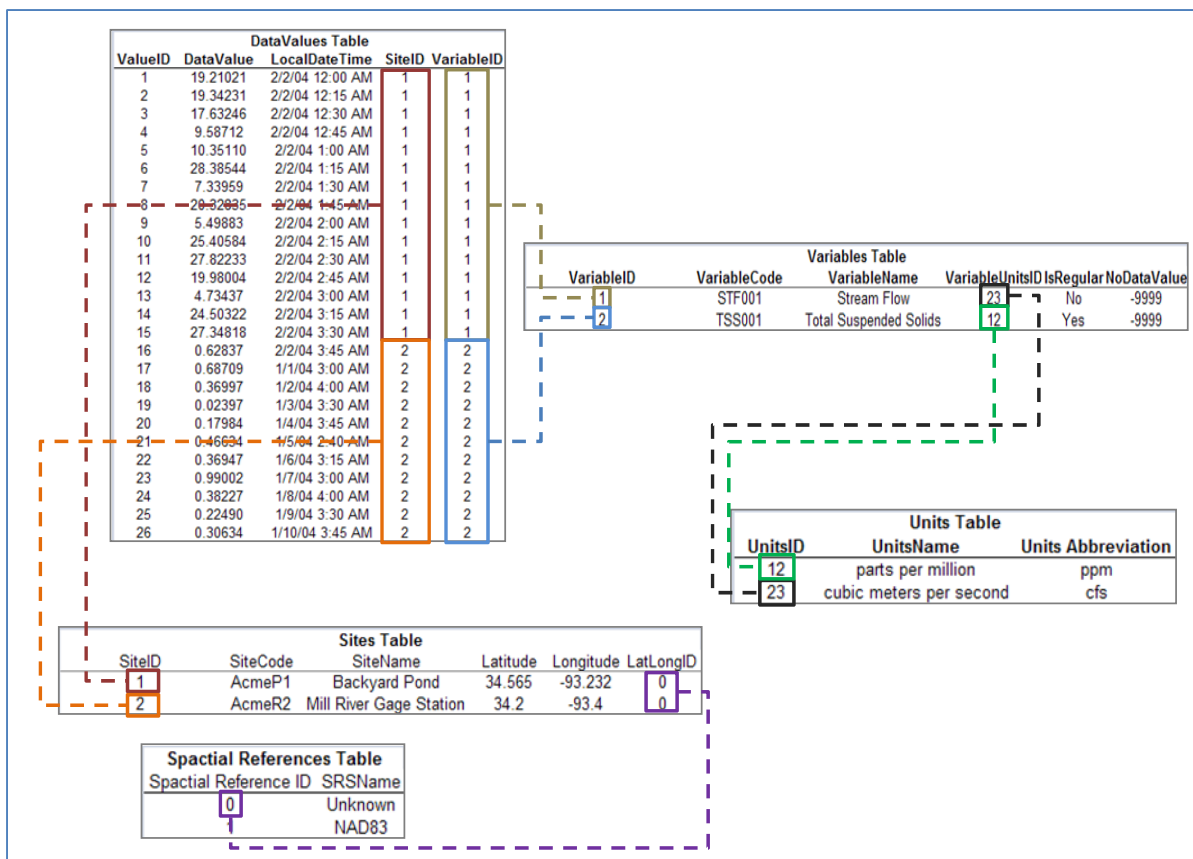 DataValues Table
ValueID DataValue LocalDateTime SiteID VariableID
1 19.21021 2/2/04 12:00 AM 1 1
2 19.34231 2/2/04 12:15 AM 1 1
3 17.63246 2/2/04 12:30 AM 1 1
4 9.58712 2/2/04 12:45 AM 1 1
5 10.35110 2/2/04 1:00 AM 1 1
6 28.38544 2/2/04 1:15 AM 1 1
7 7.33959 2/2/04 1:30 AM 1 1
8 2/2/04 1:45 AM 1 1
9 5.49883 2/2/04 2:00 AM 1 1
10 25.40584 2/2/04 2:15 AM 1 1
11 27.82233 2/2/04 2:30 AM 1 1
12 19.98004 2/2/04 2:45 AM 1 1
13 4.73437 2/2/04 3:00 AM 1 1
14 24.50322 2/2/04 3:15 AM 1 1
15 27.34818 2/2/04 3:30 AM 1 1
16 0.62837 2/2/04 3:45 AM 2 2
17 0.68709 1/1/04 3:00 AM 2 2
18 0.36997 1/2/04 4:00 AM 2 2
19 0.02397 1/3/04 3:30 AM 2 2
20 0.17984 1/4/04 3:45 AM 2 2
21 0.46634 1/5/04 2:40 AM 2 2
22 0.36947 1/6/04 3:15 AM 2 2
23 0.99002 1/7/04 3:00 AM 2 2
24 0.38227 1/8/04 4:00 AM 2 2
25 0.22490 1/9/04 3:30 AM 2 2
26 0.30634 1/10/04 3:45 AM 2 2
Variables Table
VariableID VariableCode VariableName VariableUnitsID IsRegular NoDataValue
1 STF001 Stream Flow 23 No -9999
2 TSS001 Total Suspended Solids 12 Yes -9999
Units Table
UnitsID UnitsName Units Abbreviation
12 parts per million ppm
23 cubic meters per second cfs
Sites Table
SiteID SiteCode SiteName Latitude Longitude LatLongID
1 AcmeP1 Backyard Pond 34.565 -93.232 0
2 AcmeR2 Mill River Gage Station 34.2 -93.4 0
Spactial References Table
Spactial Reference ID SRSName
0 Unknown
1 NAD83